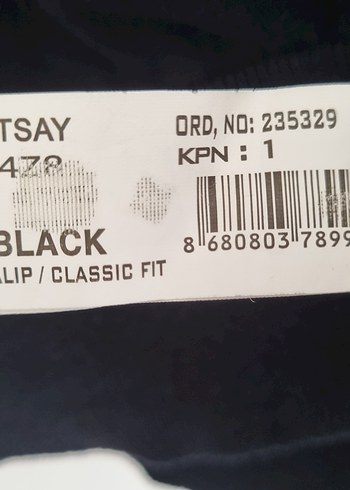 TSAY
ORD, NO: 235329
KPN : 1
BLACK
8 680803 7899
ALIP / CLASSIC FIT